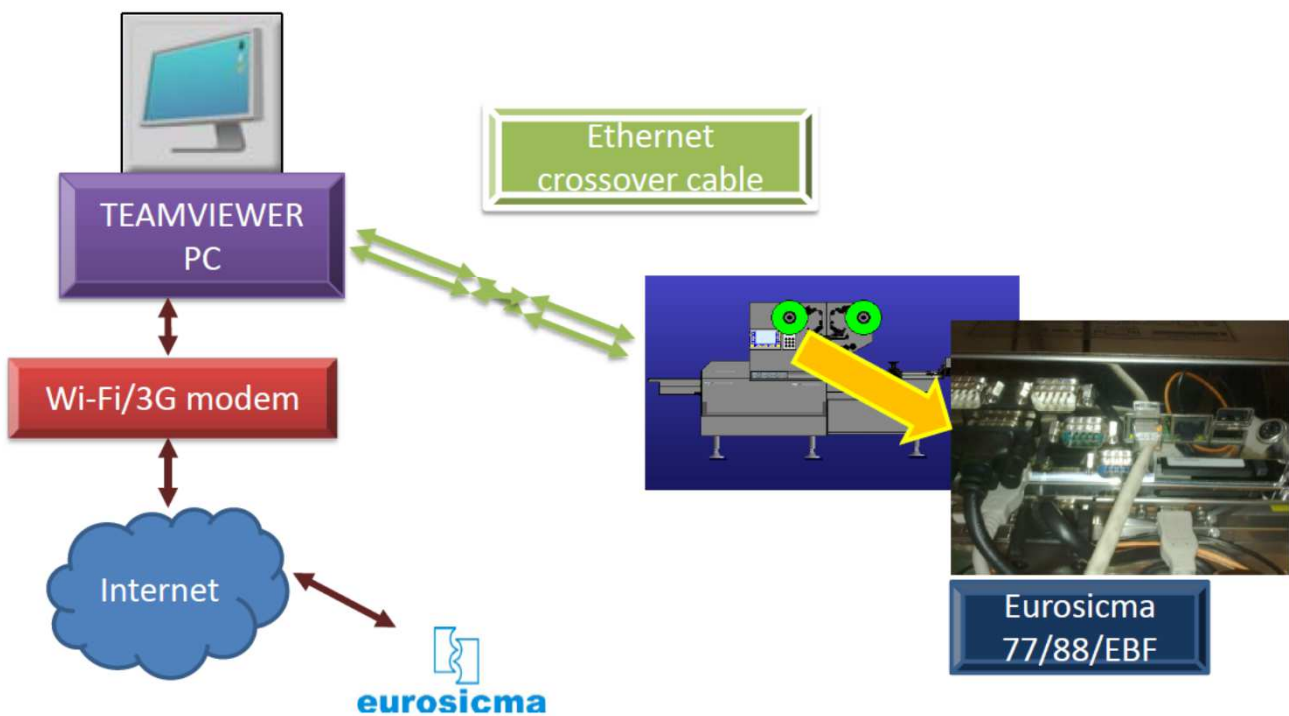 Ethernet
crossover cable
TEAMVIEWER
PC
Wi-Fi/3G modem
Internet
eurosicma
Eurosicma
77/88/EBF